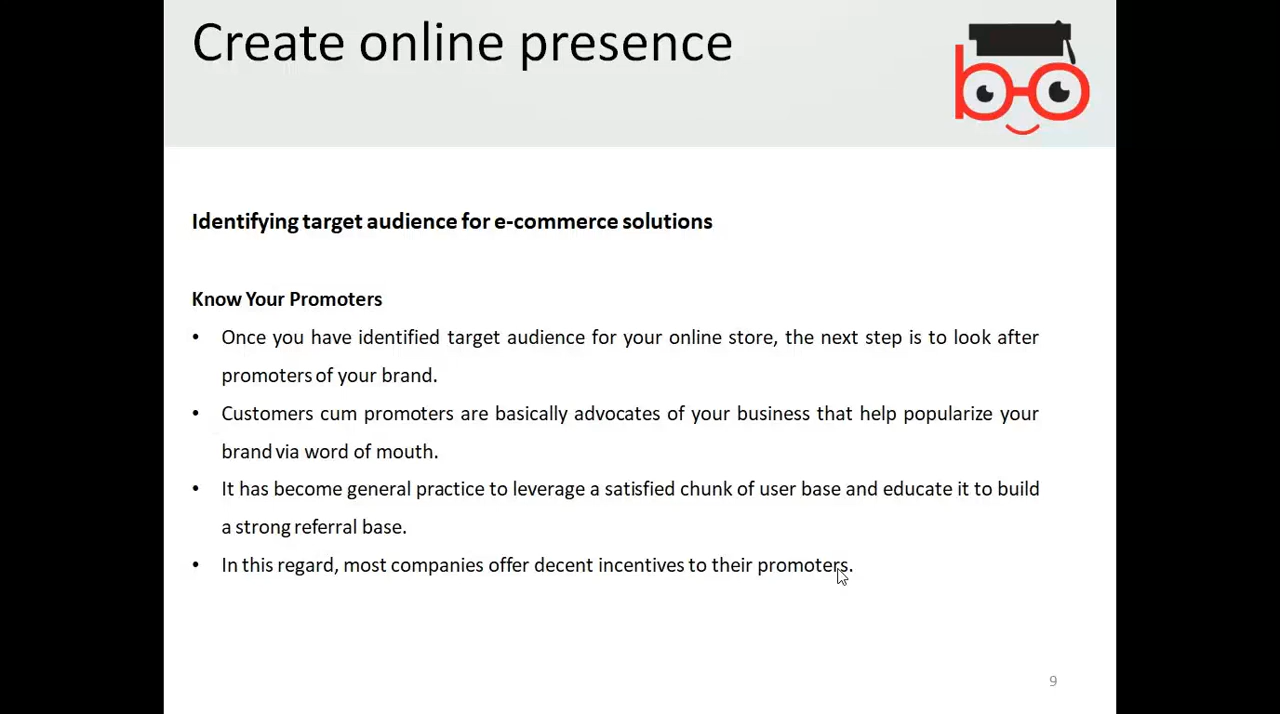 Create online presence
Identifying target audience for e-commerce solutions
Know Your Promoters
• Once you have identified target audience for your online store, the next step is to look after
promoters of your brand.
• Customers cum promoters are basically advocates of your business that help popularize your
brand via word of mouth.
• It has become general practice to leverage a satisfied chunk of user base and educate it to build
a strong referral base.
• In this regard, most companies offer decent incentives to their promoters.
9